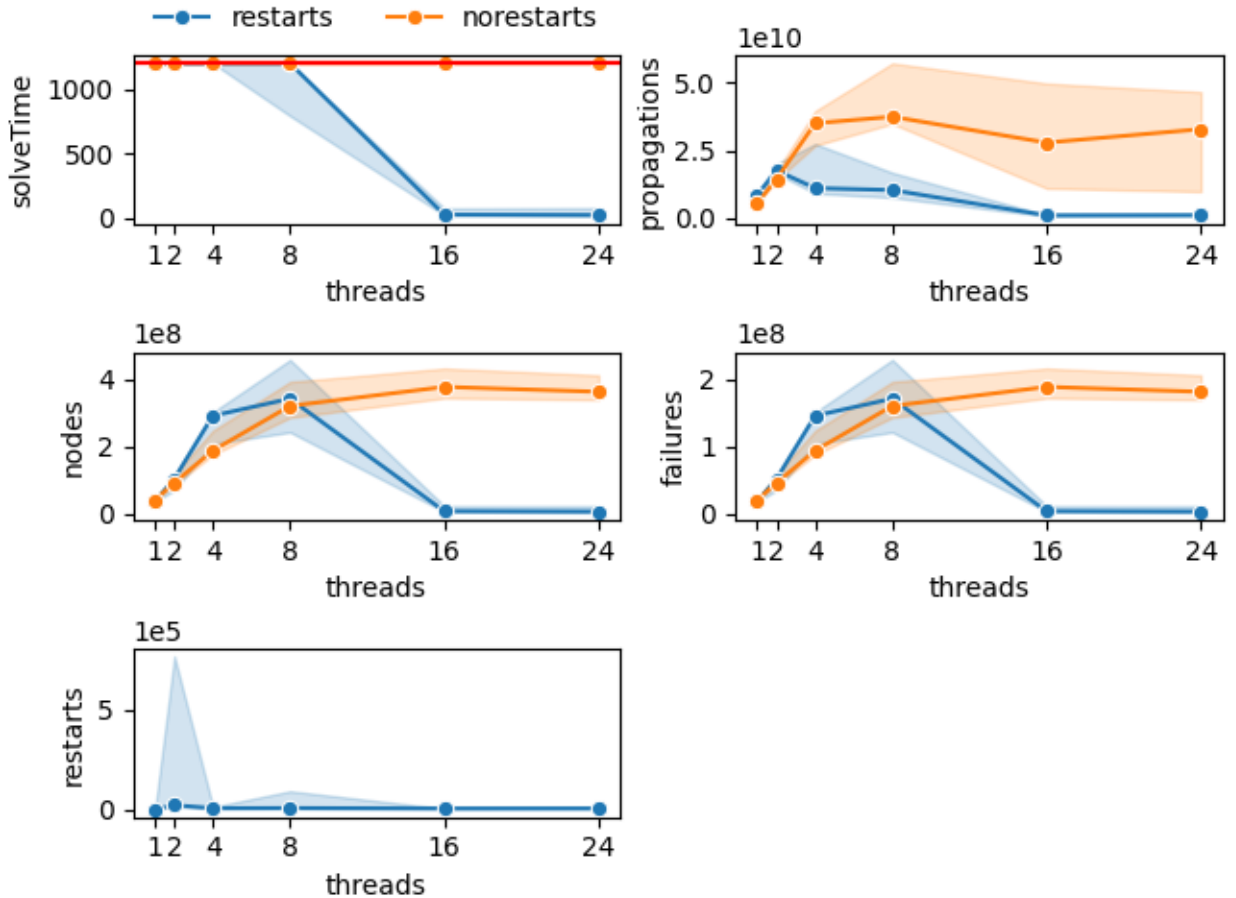 restarts norestarts
solveTime
1000
500
0
1 2 4 8 16 24
threads
1e10
propagations
5.0
2.5
0.0
1 2 4 8 16 24
threads
1e8
nodes
4
2
0
1 2 4 8 16 24
threads
1e8
failures
2
1
0
1 2 4 8 16 24
threads
1e5
restarts
5
0
1 2 4 8 16 24
threads